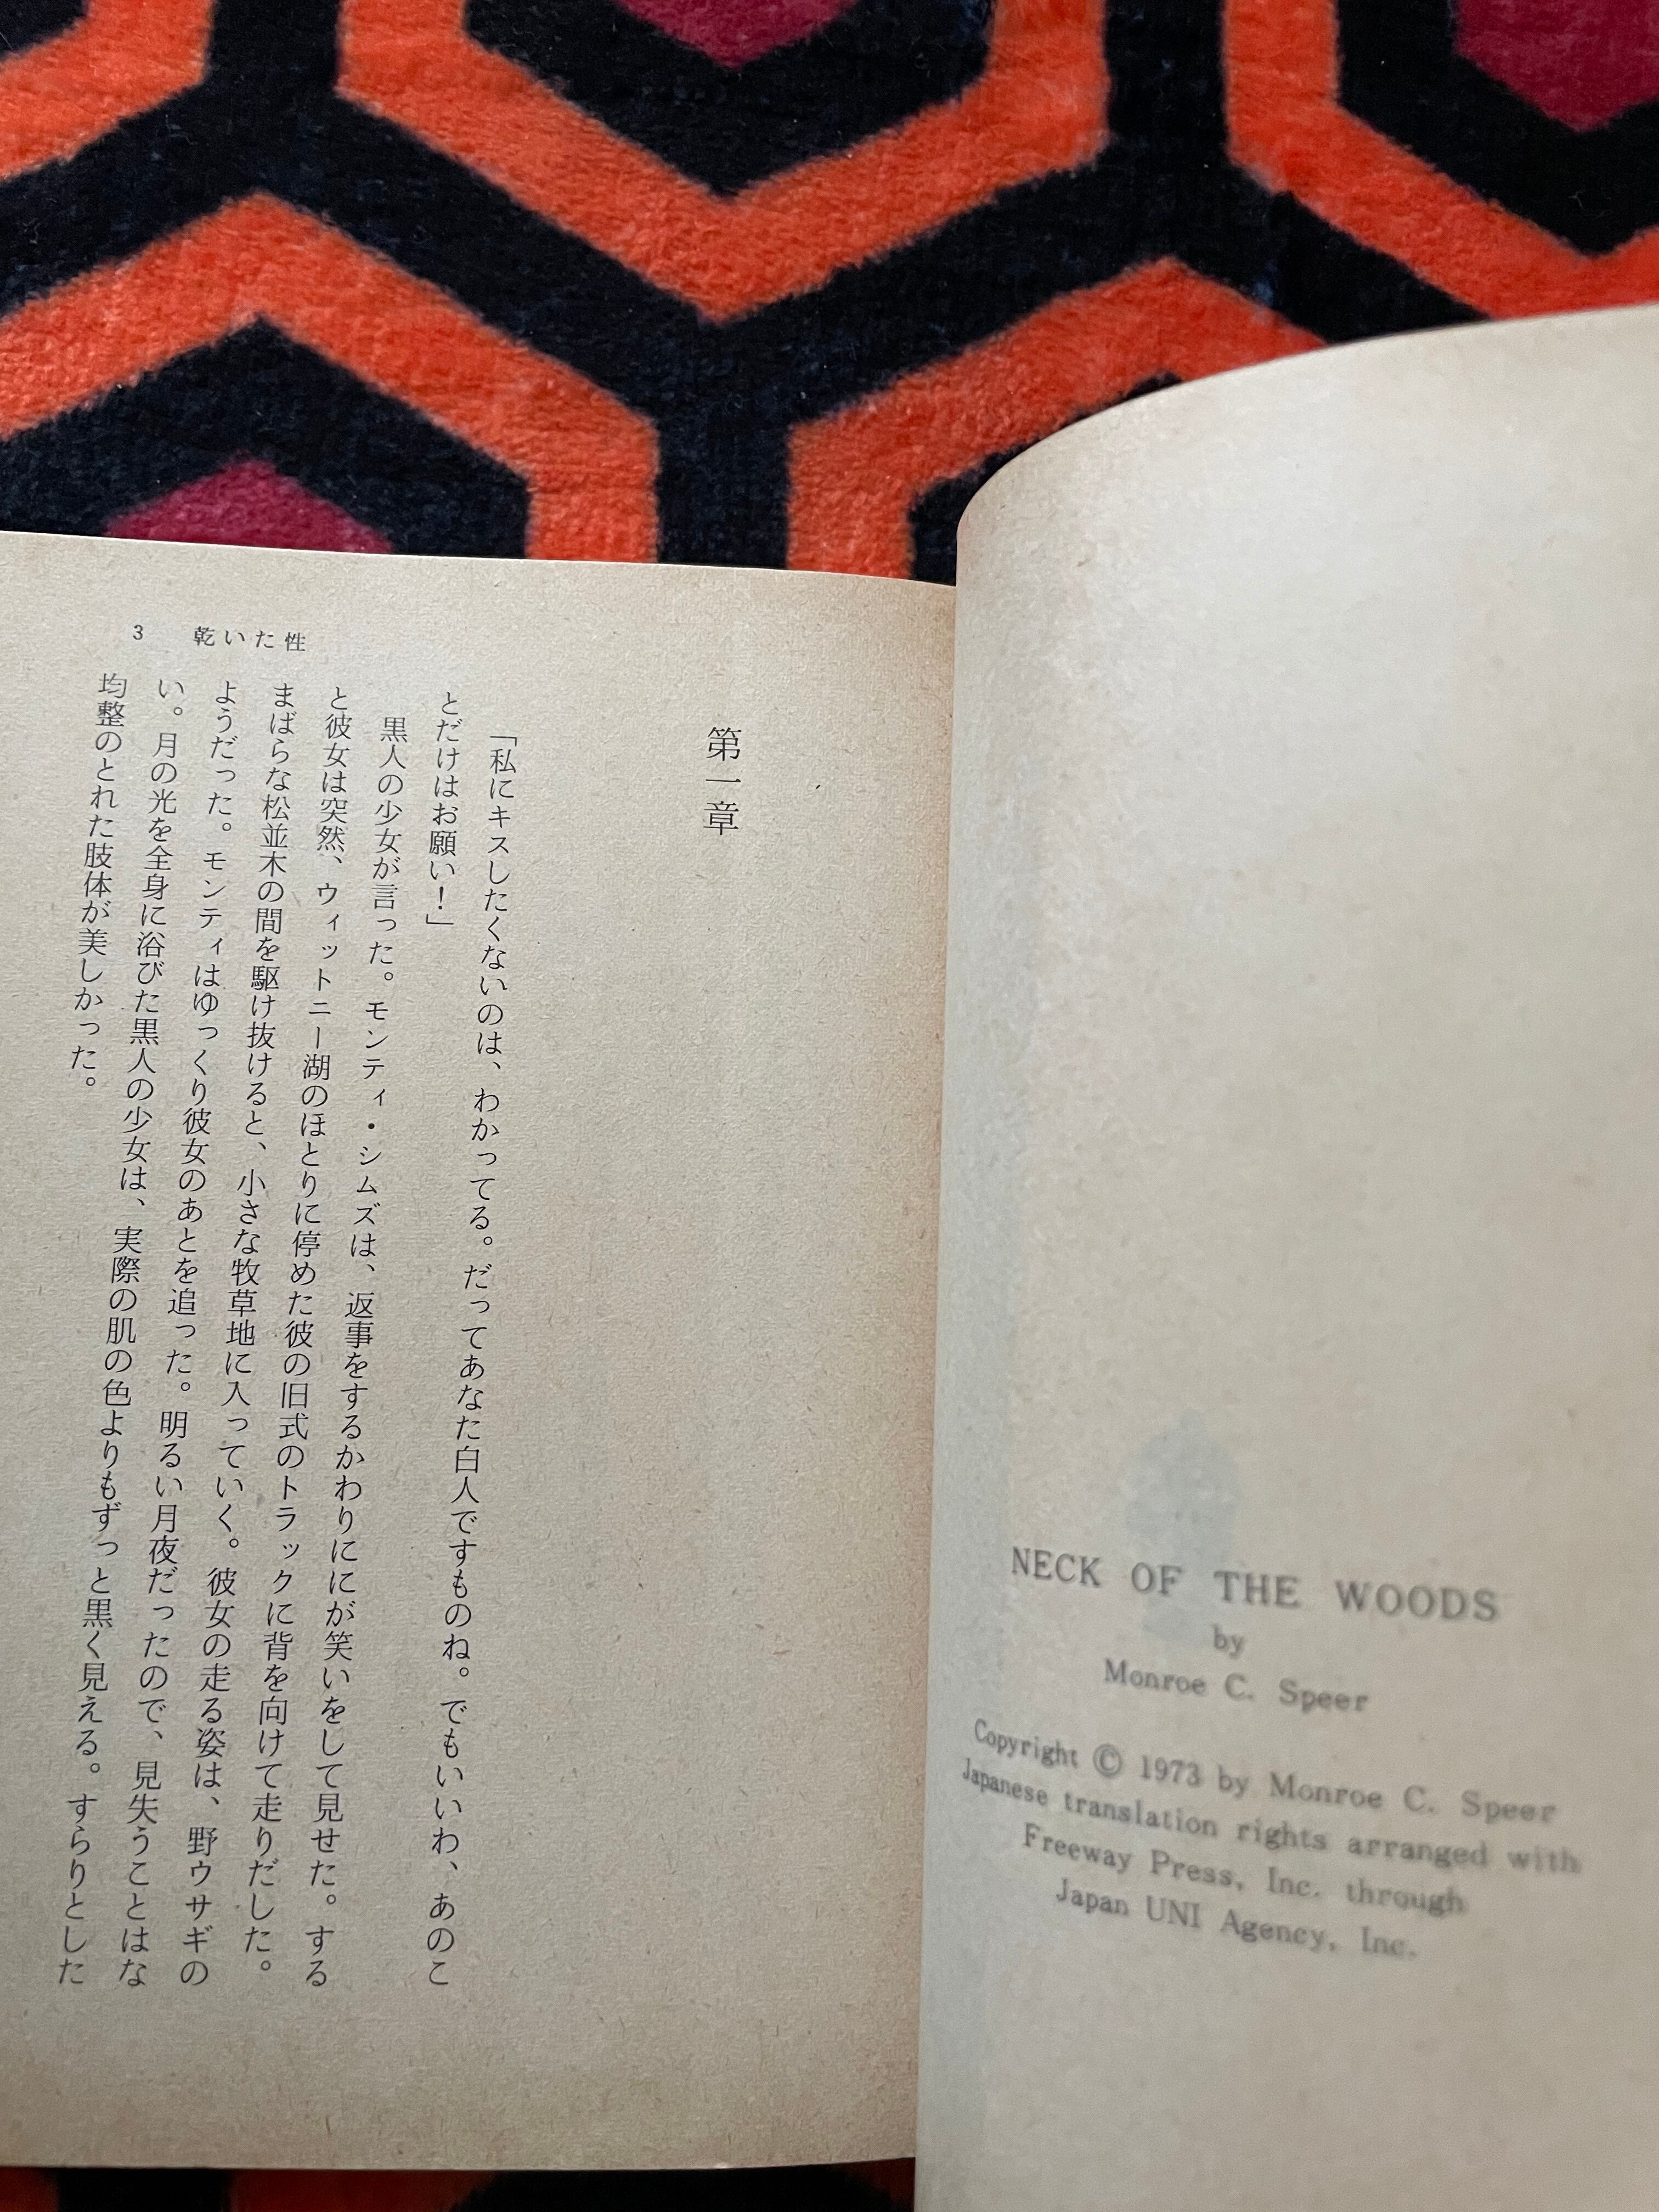 NECK OF THE WOODS
by
Monroe C. Speer
Copyright © 1973 by Monroe C. Speer
Japanese translation rights arranged with
Freeway Press, Inc. through
Japan UNI Agency, Inc.
3 乾いた性
第一章
「私にキスしたくないのは、わかってる。だってあなた白人ですものね。でもいいわ、あのこ
とだけはお願い！」
黒人の少女が言った。モンティ・シムズは、返事をするかわりににが笑いをして見せた。する
と彼女は突然、ウィットニー湖のほとりに停めた彼の旧式のトラックに背を向けて走りだした。
まばらな松並木の間を駆け抜けると、小さな牧草地に入っていく。彼女の走る姿は、野ウサギの
ようだった。モンティはゆっくり彼女のあとを追った。明るい月夜だったので、見失うことはな
い。月の光を全身に浴びた黒人の少女は、実際の肌の色よりもずっと黒く見える。すらりとした
均整のとれた肢体が美しかった。